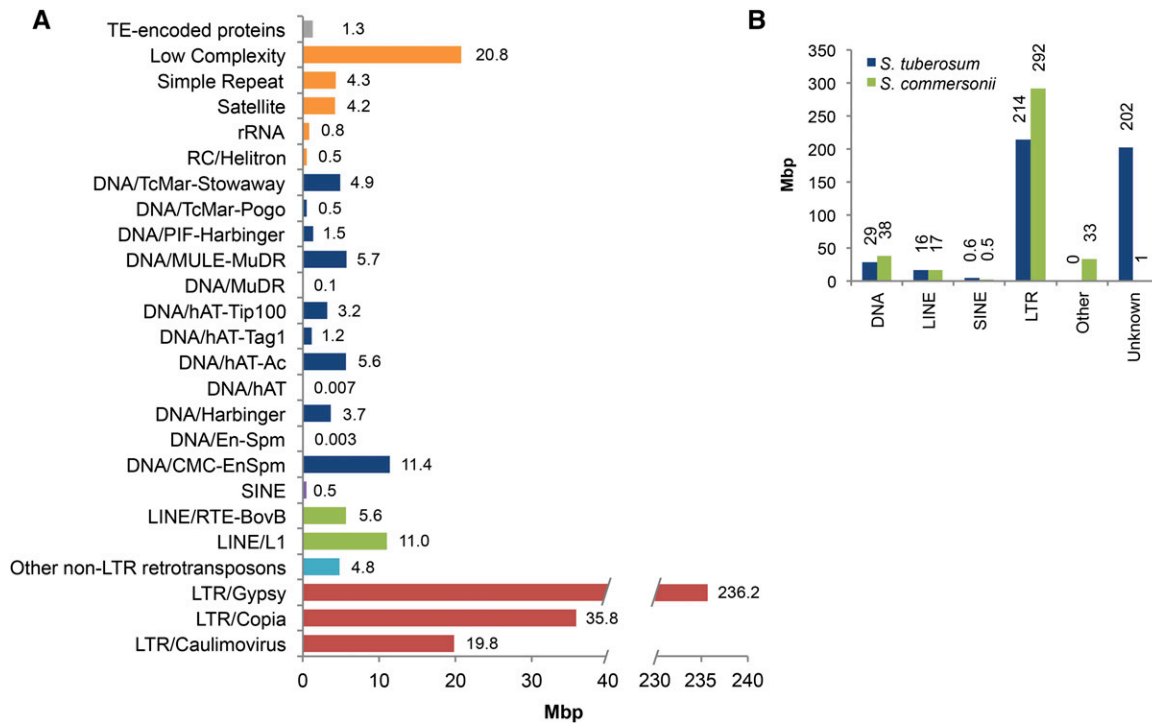 A
TE-encoded proteins 1.3
Low Complexity 20.8
Simple Repeat 4.3
Satellite 4.2
rRNA 0.8
RC/Helitron 0.5
DNA/TcMar-Stowaway 4.9
DNA/TcMar-Pogo 0.5
DNA/PIF-Harbinger 1.5
DNA/MULE-MuDR 5.7
DNA/MuDR 0.1
DNA/hAT-Tip100 3.2
DNA/hAT-Tag1 1.2
DNA/hAT-Ac 5.6
DNA/hAT 0.007
DNA/Harbinger 3.7
DNA/En-Spm 0.003
DNA/CMC-EnSpm 11.4
SINE 0.5
LINE/RTE-BovB 5.6
LINE/L1 11.0
Other non-LTR retrotransposons 4.8
LTR/Gypsy 236.2
LTR/Copia 35.8
LTR/Caulimovirus 19.8
0 10 20 30 40 230 235 240
Mbp
B
S. tuberosum
S. commersonii
Mbp
350
300
250
200
150
100
50
0
29 38 16 17 0.6 0.5 214 292 0 33 202 1
DNA LINE SINE LTR Other Unknown